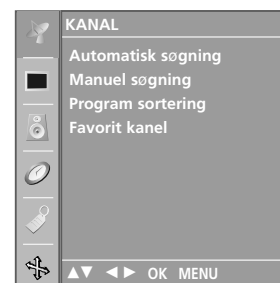 KANAL
Automatisk søgning
Manuel søgning
Program sortering
Favorit kanel
▲▼ ◄► OK MENU